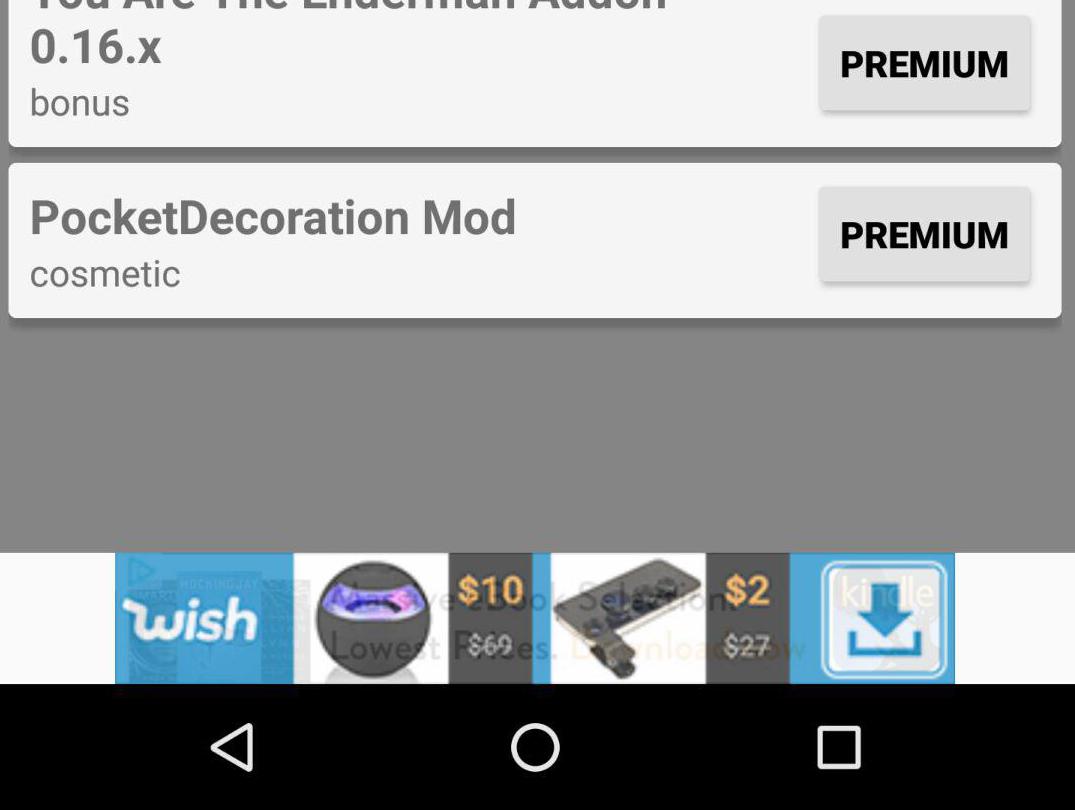 You Are The Enderman Addon
0.16.x
bonus
PREMIUM
PocketDecoration Mod
cosmetic
PREMIUM
MOCKINGJAY
wish
$10
$69
$2
$27
kindle
Massive eBook Selection.
Lowest Prices. Download Now